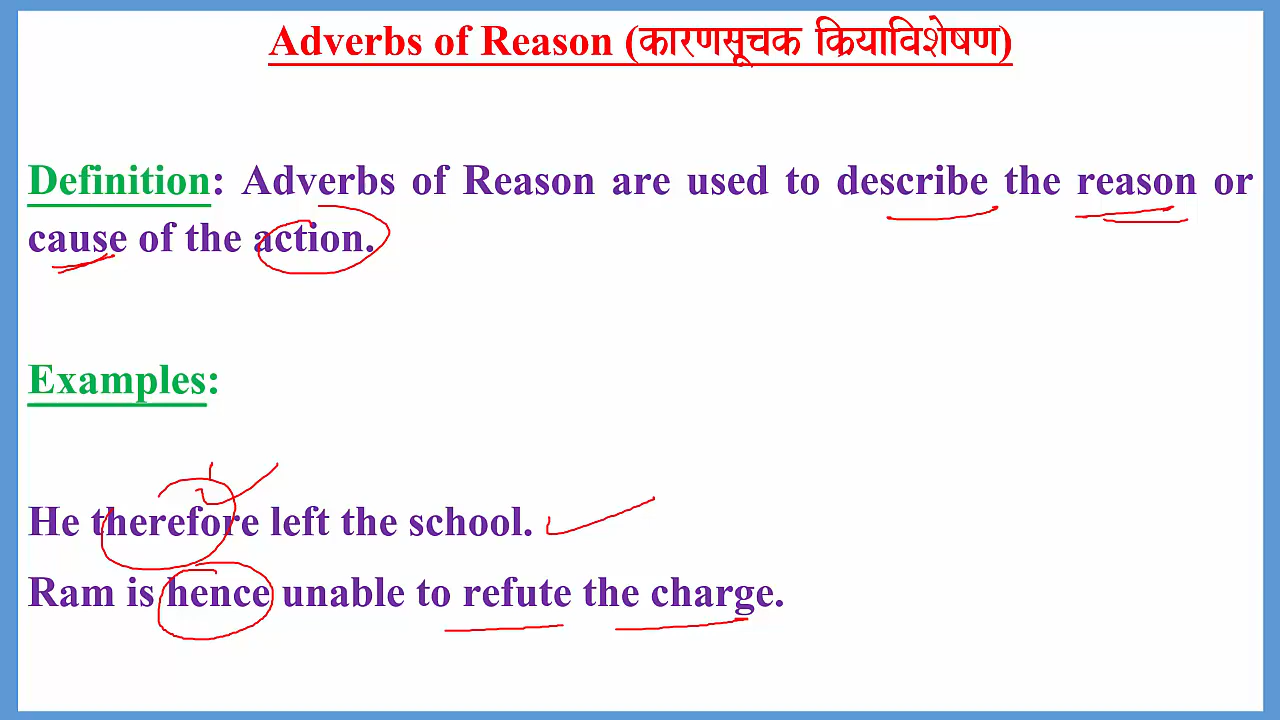 Adverbs of Reason (कारणसूचक क्रियाविशेषण)
Definition: Adverbs of Reason are used to describe the reason or
cause of the action.
Examples:
He therefore left the school.
Ram is hence unable to refute the charge.